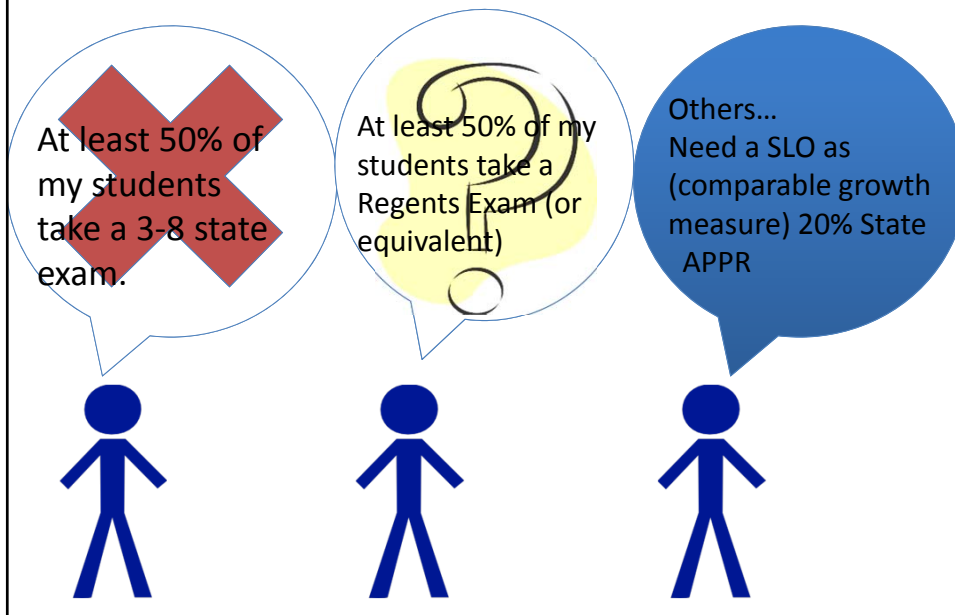 At least 50% of
my students
take a 3-8 state
exam.
At least 50% of my
students take a
Regents Exam (or
equivalent)
Others…
Need a SLO as
(comparable growth
measure) 20% State
APPR